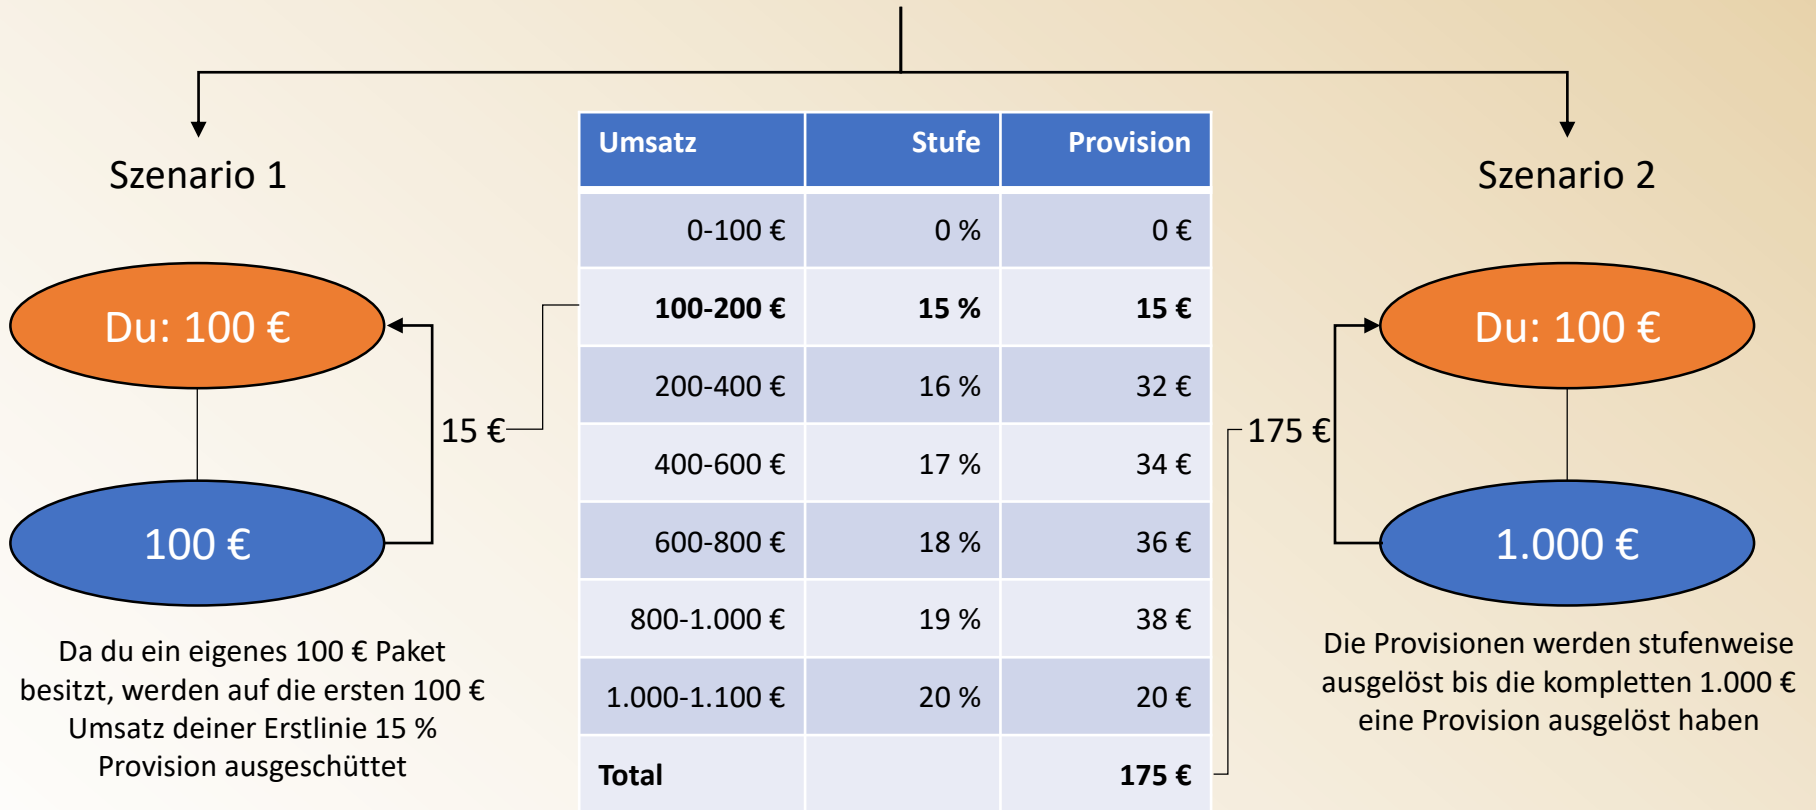 Szenario 1
Du: 100 €
100 €
15 €
Da du ein eigenes 100 € Paket
besitzt, werden auf die ersten 100 €
Umsatz deiner Erstlinie 15 %
Provision ausgeschüttet
Umsatz Stufe Provision
0-100 € 0 % 0 €
100-200 € 15 % 15 €
200-400 € 16 % 32 €
400-600 € 17 % 34 €
600-800 € 18 % 36 €
800-1.000 € 19 % 38 €
1.000-1.100 € 20 % 20 €
Total 175 €
Szenario 2
Du: 100 €
175 €
1.000 €
Die Provisionen werden stufenweise
ausgelöst bis die kompletten 1.000 €
eine Provision ausgelöst haben